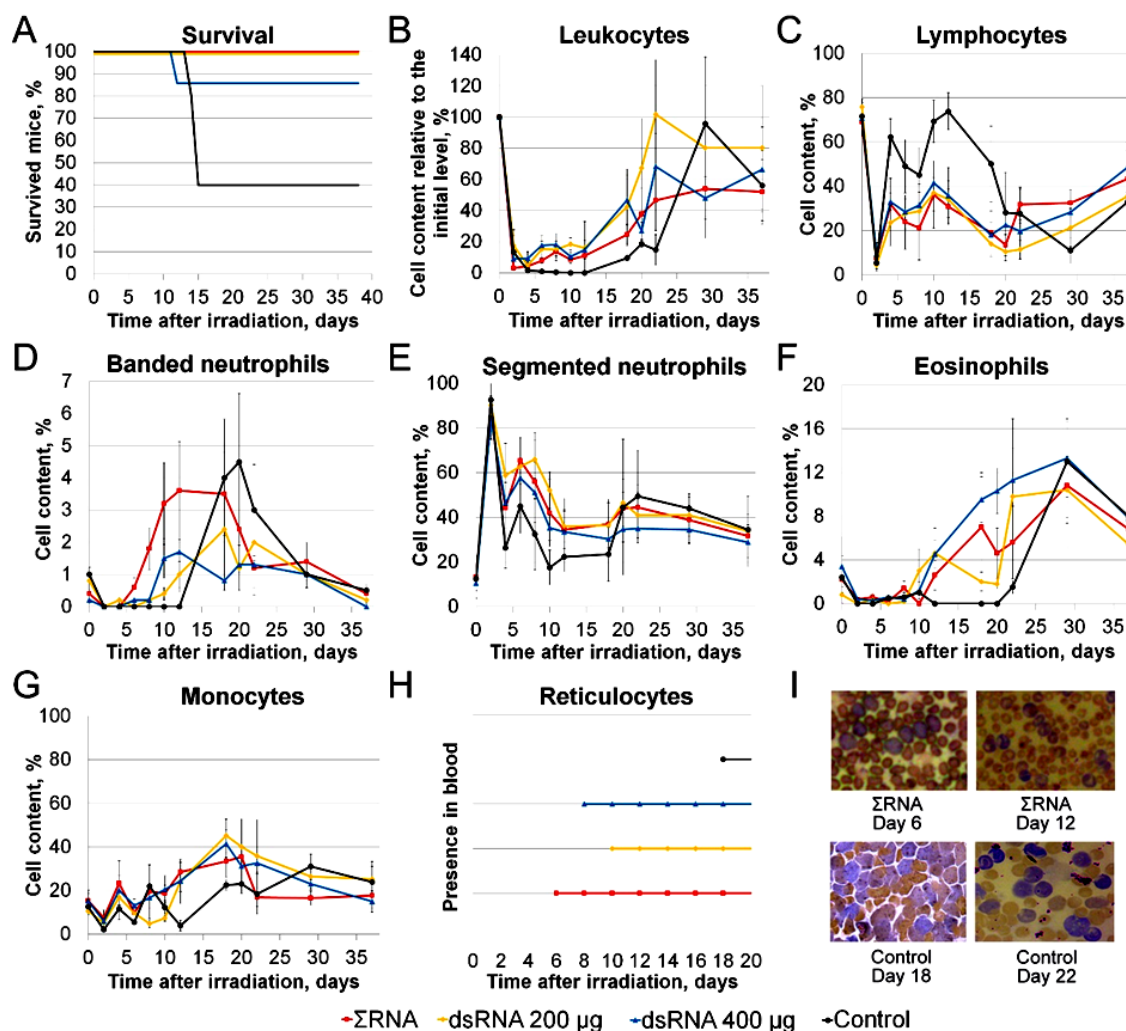 A Survival
Survived mice, %
100
90
80
70
60
50
40
30
20
10
0
0 5 10 15 20 25 30 35 40
Time after irradiation, days
B Leukocytes
Cell content relative to the
initial level, %
140
120
100
80
60
40
20
0
0 5 10 15 20 25 30 35
Time after irradiation, days
C Lymphocytes
Cell content, %
100
80
60
40
20
0
0 5 10 15 20 25 30 35
Time after irradiation, days
D Banded neutrophils
Cell content, %
7
6
5
4
3
2
1
0
0 5 10 15 20 25 30 35
Time after irradiation, days
E Segmented neutrophils
Cell content, %
100
80
60
40
20
0
0 5 10 15 20 25 30 35
Time after irradiation, days
F Eosinophils
Cell content, %
20
16
12
8
4
0
0 5 10 15 20 25 30 35
Time after irradiation, days
G Monocytes
Cell content, %
100
80
60
40
20
0
0 5 10 15 20 25 30 35
Time after irradiation, days
H Reticulocytes
Presence in blood
0 2 4 6 8 10 12 14 16 18 20
Time after irradiation, days
I
ΣRNA
Day 6
ΣRNA
Day 12
Control
Day 18
Control
Day 22
ΣRNA dsRNA 200 μg dsRNA 400 μg Control